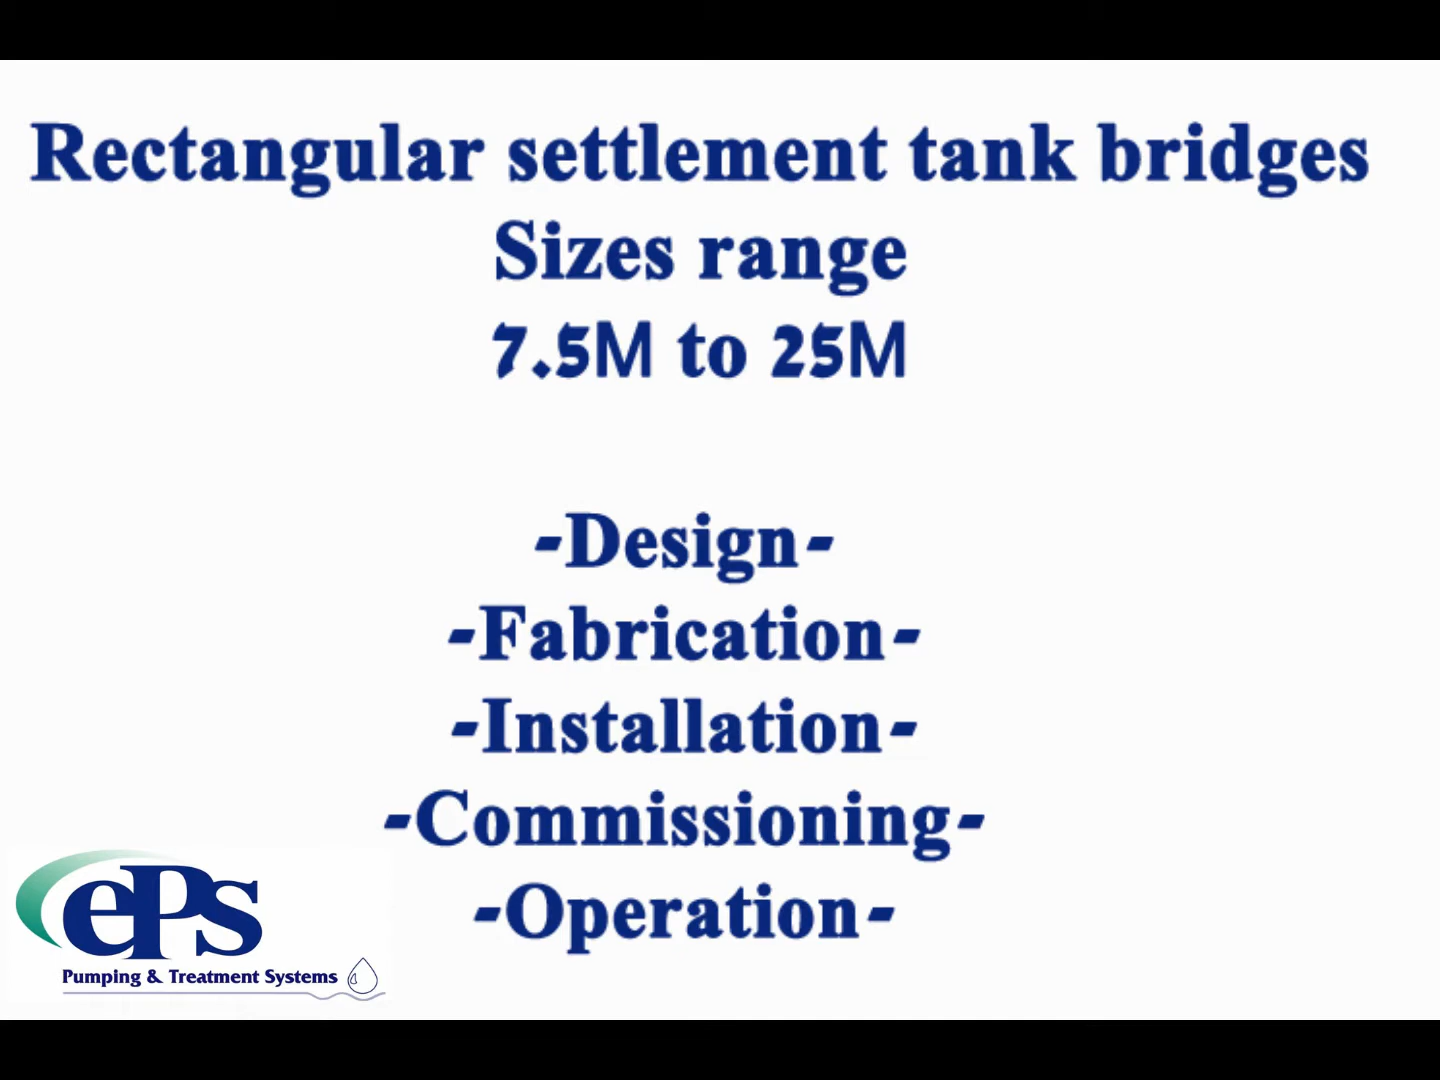 Rectangular settlement tank bridges
Sizes range
7.5M to 25M
-Design-
-Fabrication-
-Installation-
-Commissioning-
-Operation-
ePS
Pumping & Treatment Systems